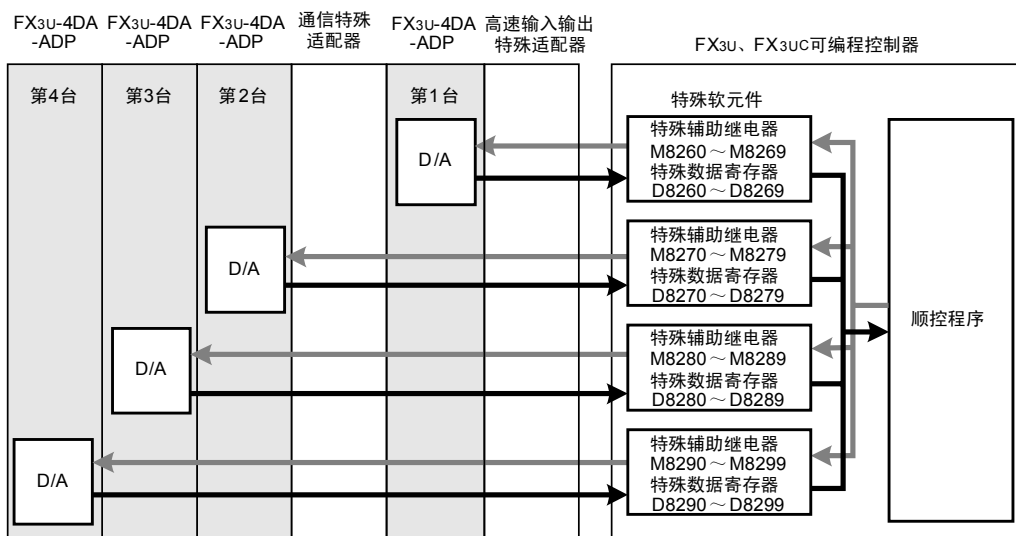 FX3U-4DA
-ADP
FX3U-4DA
-ADP
FX3U-4DA
-ADP
通信特殊
适配器
FX3U-4DA
-ADP
高速输入输出
特殊适配器
FX3U、FX3UC可编程控制器
第4台
第3台
第2台
第1台
特殊软元件
D/A
特殊辅助继电器
M8260～M8269
特殊数据寄存器
D8260～D8269
D/A
特殊辅助继电器
M8270～M8279
特殊数据寄存器
D8270～D8279
顺控程序
D/A
特殊辅助继电器
M8280～M8289
特殊数据寄存器
D8280～D8289
D/A
特殊辅助继电器
M8290～M8299
特殊数据寄存器
D8290～D8299